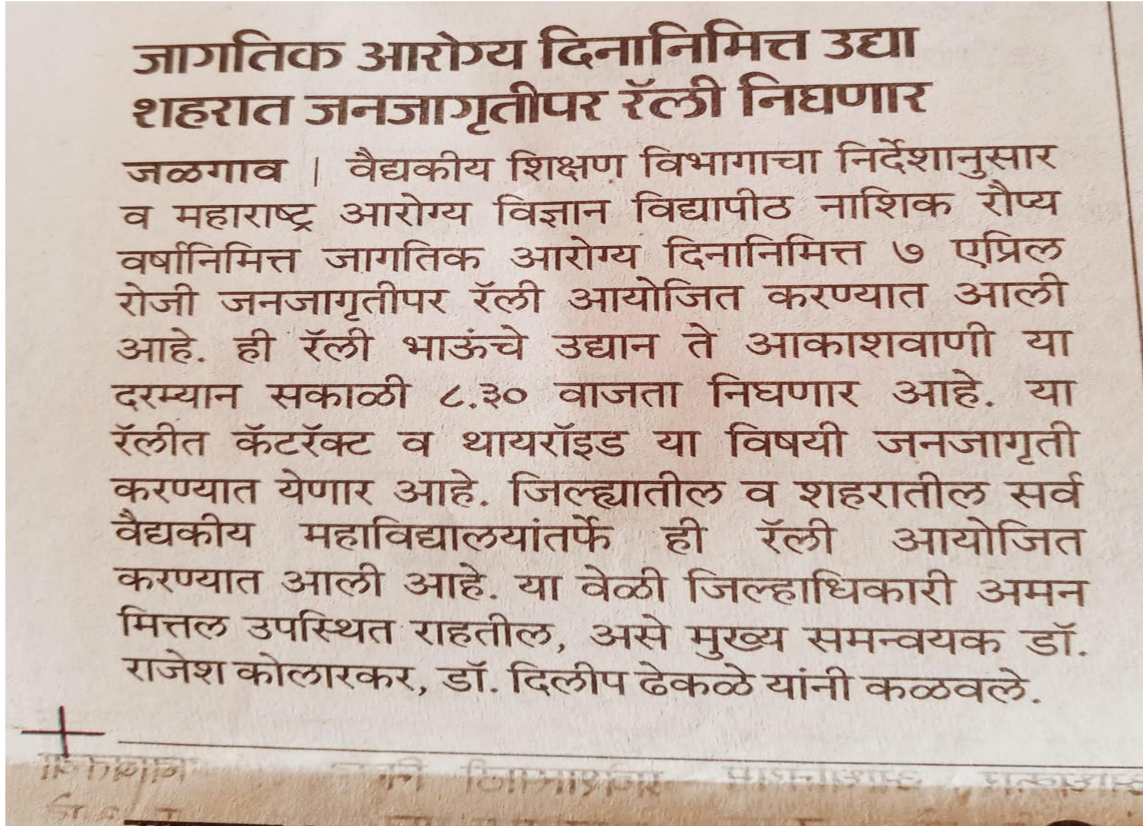 जागतिक आरोग्य दिनानिमित्त उद्या
शहरात जनजागृतीपर रॅली निघणार
जळगाव | वैद्यकीय शिक्षण विभागाचा निर्देशानुसार
व महाराष्ट्र आरोग्य विज्ञान विद्यापीठ नाशिक रौप्य
वर्षानिमित्त जागतिक आरोग्य दिनानिमित्त ७ एप्रिल
रोजी जनजागृतीपर रॅली आयोजित करण्यात आली
आहे. ही रॅली भाऊंचे उद्यान ते आकाशवाणी या
दरम्यान सकाळी ८.३० वाजता निघणार आहे. या
रॅलीत कॅटरॅक्ट व थायरॉइड या विषयी जनजागृती
करण्यात येणार आहे. जिल्ह्यातील व शहरातील सर्व
वैद्यकीय महाविद्यालयांतर्फे ही रॅली आयोजित
करण्यात आली आहे. या वेळी जिल्हाधिकारी अमन
मित्तल उपस्थित राहतील, असे मुख्य समन्वयक डॉ.
राजेश कोलारकर, डॉ. दिलीप ढेकळे यांनी कळवले.